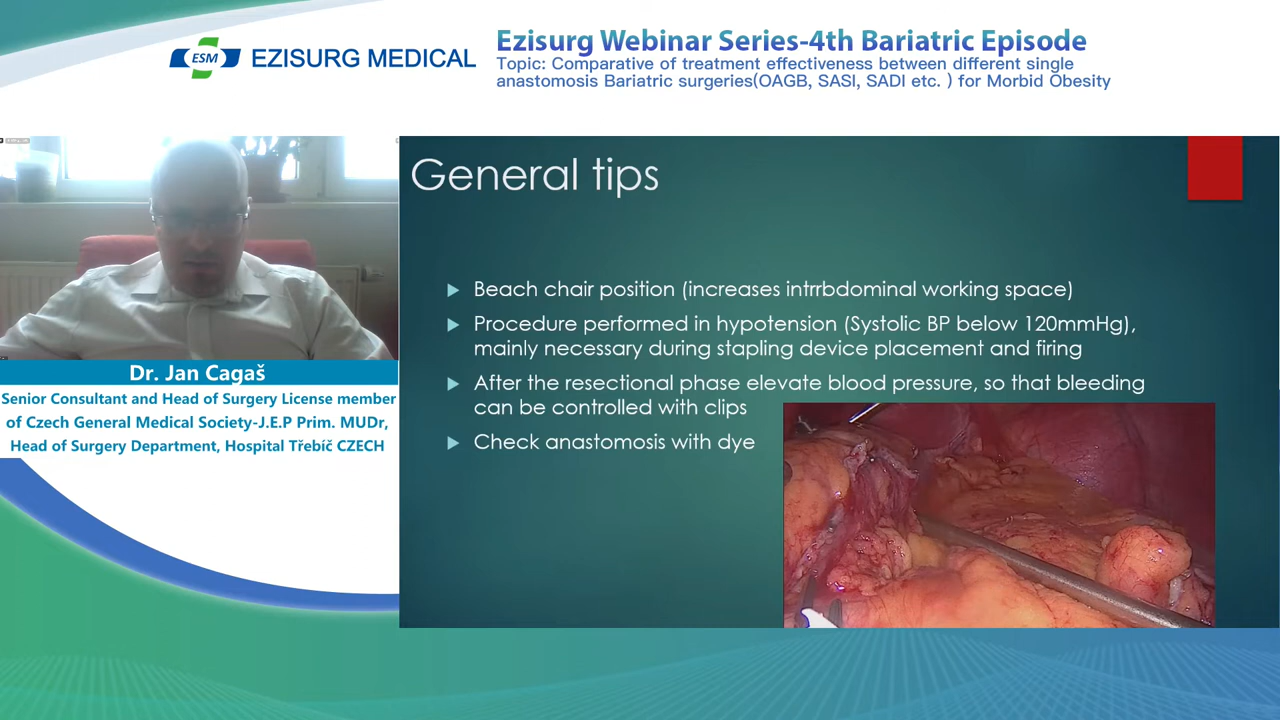 ESM
EZISURG MEDICAL
Ezisurg Webinar Series-4th Bariatric Episode
Topic: Comparative of treatment effectiveness between different single
anastomosis Bariatric surgeries(OAGB, SASI, SADI etc. ) for Morbid Obesity
General tips
Beach chair position (increases intrrbdominal working space)
Procedure performed in hypotension (Systolic BP below 120mmHg),
mainly necessary during stapling device placement and firing
After the resectional phase elevate blood pressure, so that bleeding
can be controlled with clips
Check anastomosis with dye
Dr. Jan Cagaš
Senior Consultant and Head of Surgery License member
of Czech General Medical Society-J.E.P Prim. MUDr,
Head of Surgery Department, Hospital Třebíč CZECH